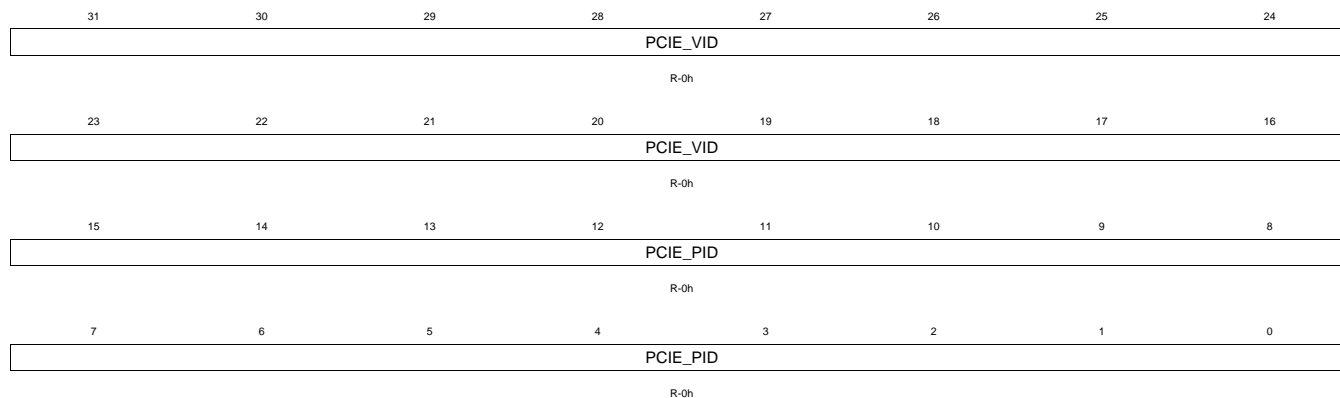 31 30 29 28 27 26 25 24
PCIE_VID
R-0h
23 22 21 20 19 18 17 16
PCIE_VID
R-0h
15 14 13 12 11 10 9 8
PCIE_PID
R-0h
7 6 5 4 3 2 1 0
PCIE_PID
R-0h